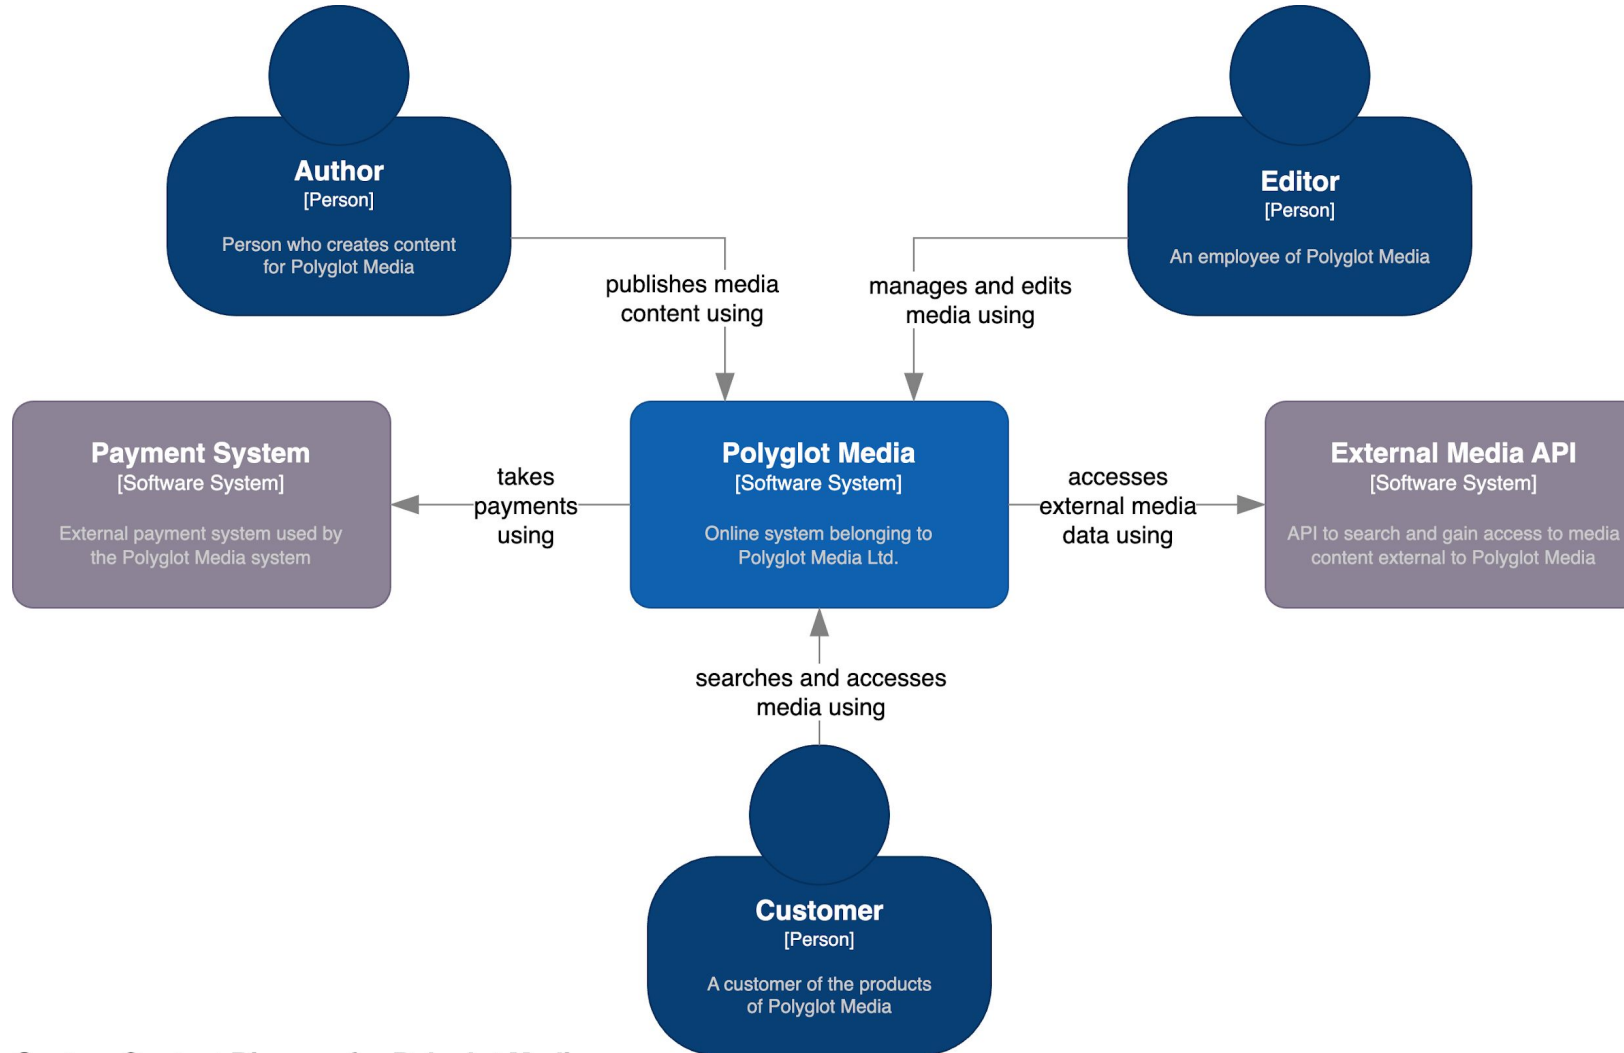 Author
[Person]
Person who creates content
for Polyglot Media
Editor
[Person]
An employee of Polyglot Media
publishes media
content using
manages and edits
media using
Payment System
[Software System]
External payment system used by
the Polyglot Media system
takes
payments
using
Polyglot Media
[Software System]
Online system belonging to
Polyglot Media Ltd.
accesses
external media
data using
External Media API
[Software System]
API to search and gain access to media
content external to Polyglot Media
searches and accesses
media using
Customer
[Person]
A customer of the products
of Polyglot Media